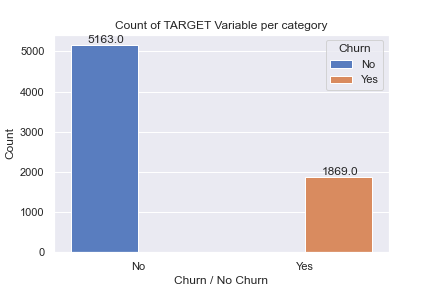 Count of TARGET Variable per category
5163.0
Churn
No
Yes
5000
4000
3000
2000
1000
0
Count
1869.0
No
Yes
Churn / No Churn